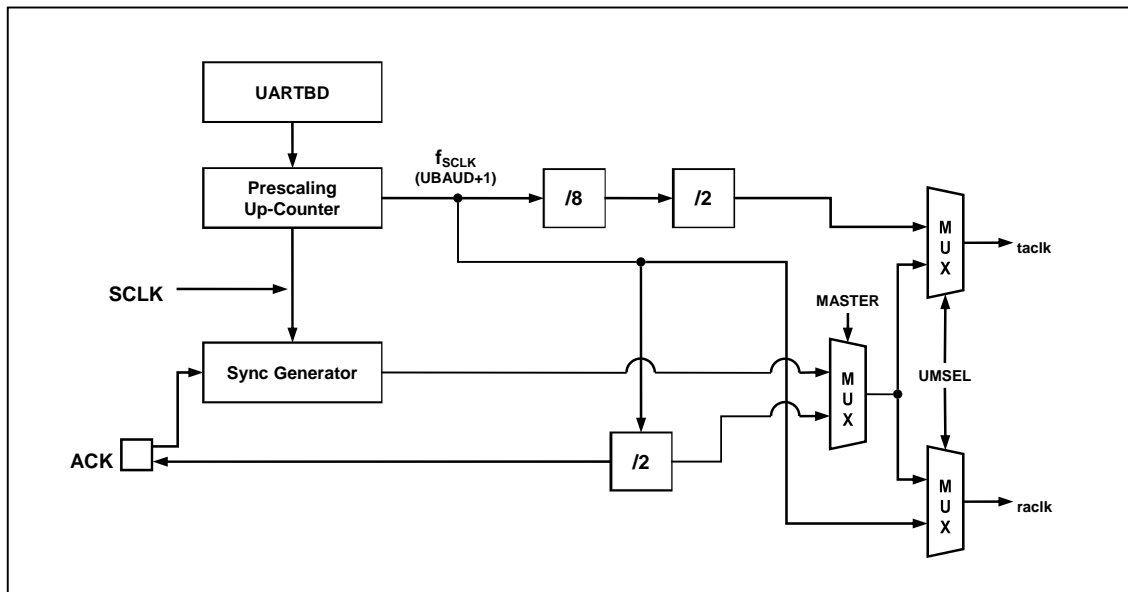 UARTBD
f_SCLK
(UBAUD+1)
Prescaling
Up-Counter
/8
/2
M
U
X
taclk
SCLK
MASTER
Sync Generator
M
U
X
UMSEL
ACK
/2
M
U
X
raclk